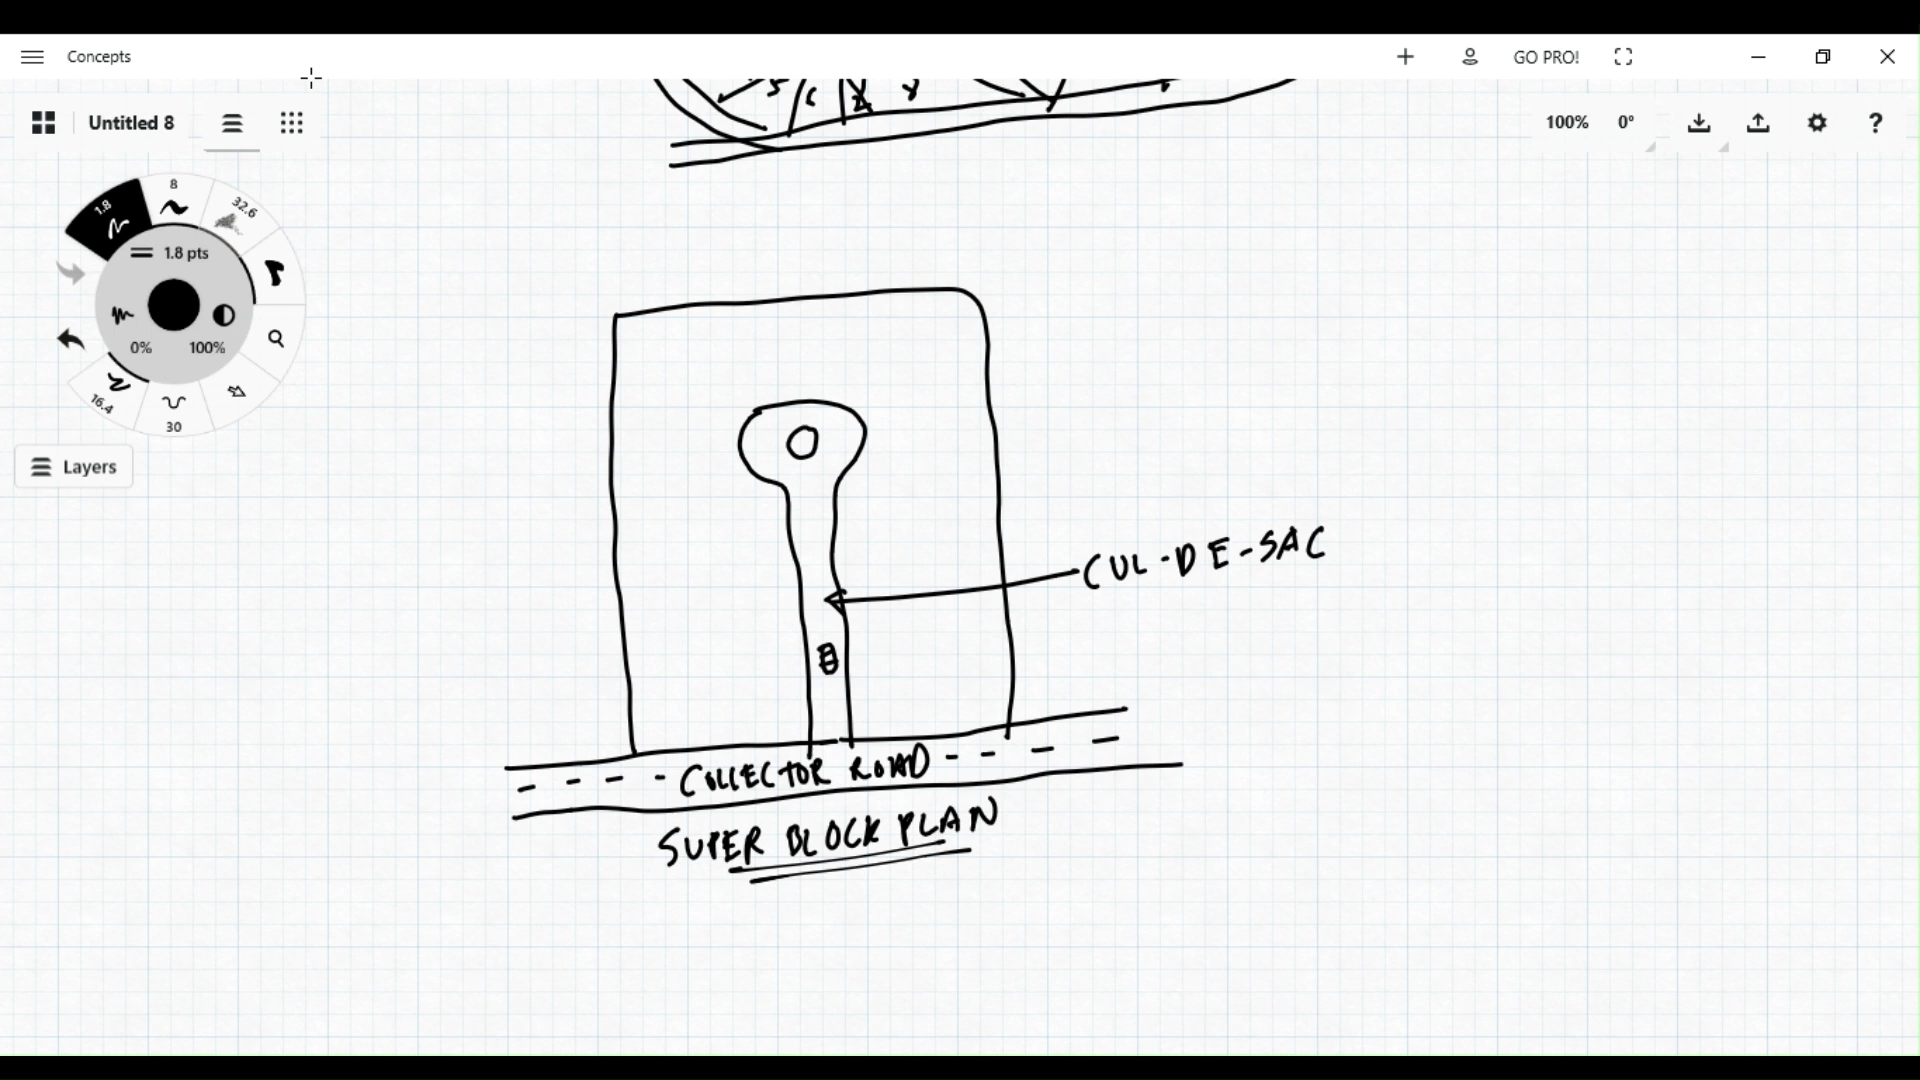 Concepts
GO PRO!
Untitled 8
100%
0°
?
8
1.8
32.6
1.8 pts
0%
100%
16.4
30
Layers
CUL-DE-SAC
COLLECTOR ROAD
SUPER BLOCK PLAN